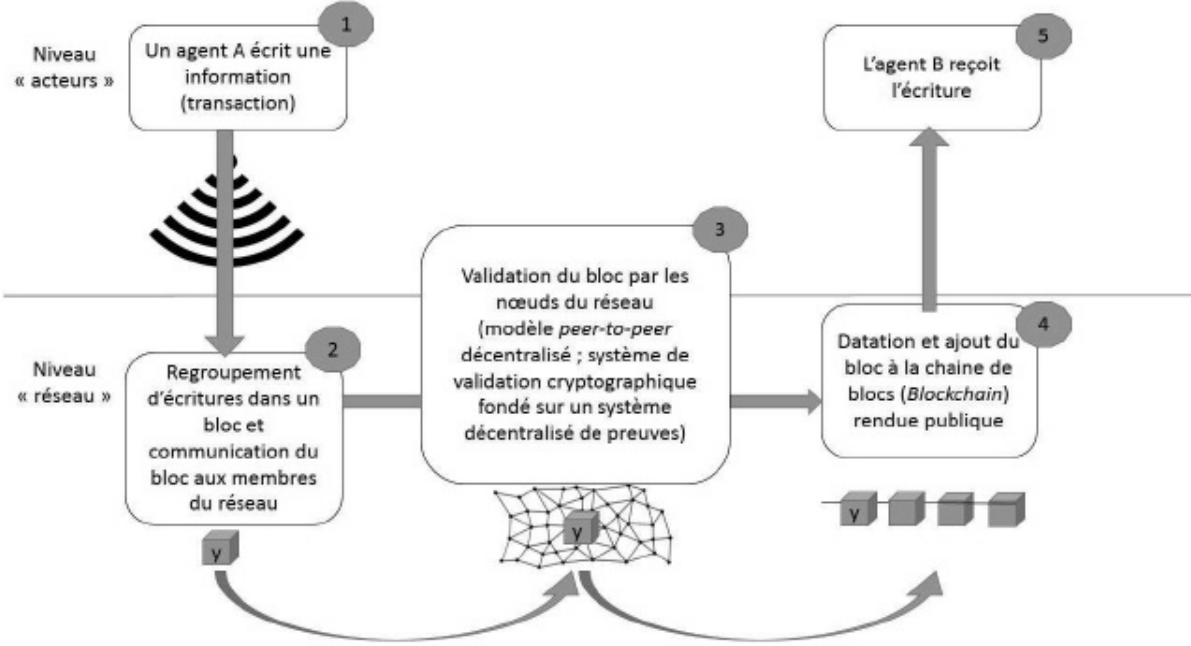 Niveau
« acteurs »
1
Un agent A écrit une
information
(transaction)
5
L’agent B reçoit
l’écriture
Niveau
« réseau »
2
Regroupement
d’écritures dans un
bloc et
communication du
bloc aux membres
du réseau
y
3
Validation du bloc par les
nœuds du réseau
(modèle peer-to-peer
décentralisé ; système de
validation cryptographique
fondé sur un système
décentralisé de preuves)
y
4
Datation et ajout du
bloc à la chaine de
blocs (Blockchain)
rendue publique
y